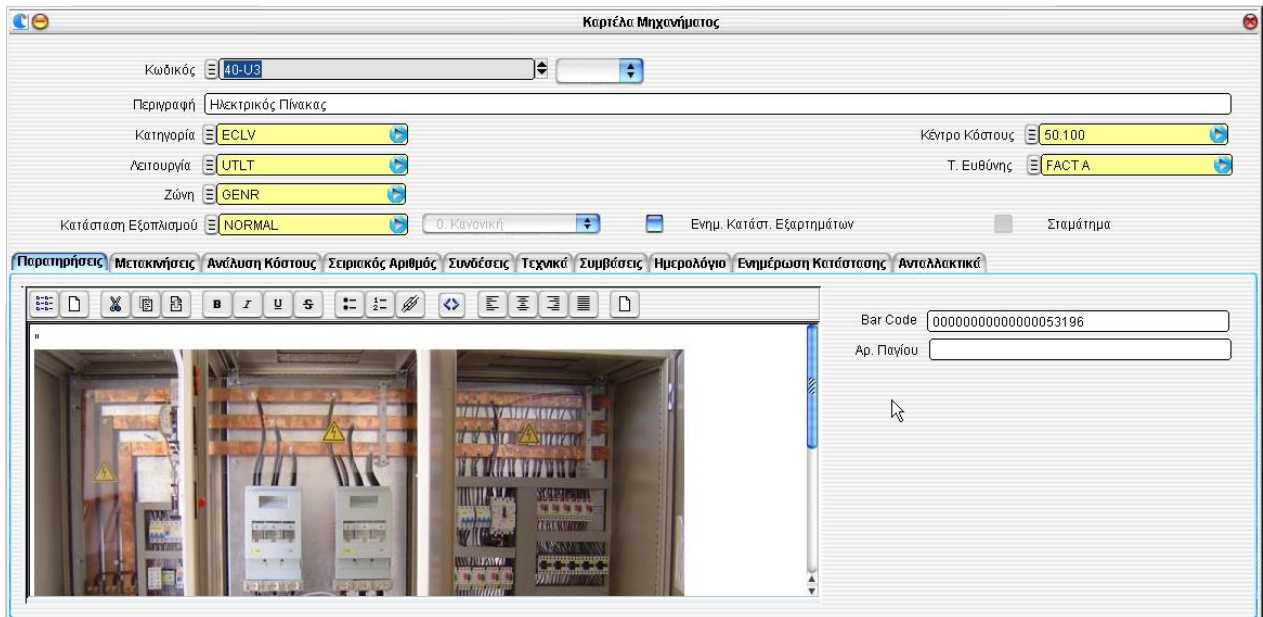 Καρτέλα Μηχανήματος
Κωδικός 40-U3
Περιγραφή Ηλεκτρικός Πίνακας
Κατηγορία ECLV Κέντρο Κόστους 50.100
Λειτουργία UTLT Τ. Ευθύνης FACT A
Ζώνη GENR
Κατάσταση Εξοπλισμού NORMAL 0. Κανονική Ενημ. Κατάστ. Εξαρτημάτων Σταμάτημα
Παρατηρήσεις Μετακινήσεις Ανάλυση Κόστους Σειριακός Αριθμός Συνδέσεις Τεχνικά Συμβάσεις Ημερολόγιο Ενημέρωση Κατάστασης Ανταλλακτικά
B I U S
Bar Code 00000000000000053196
Αρ. Παγίου
"